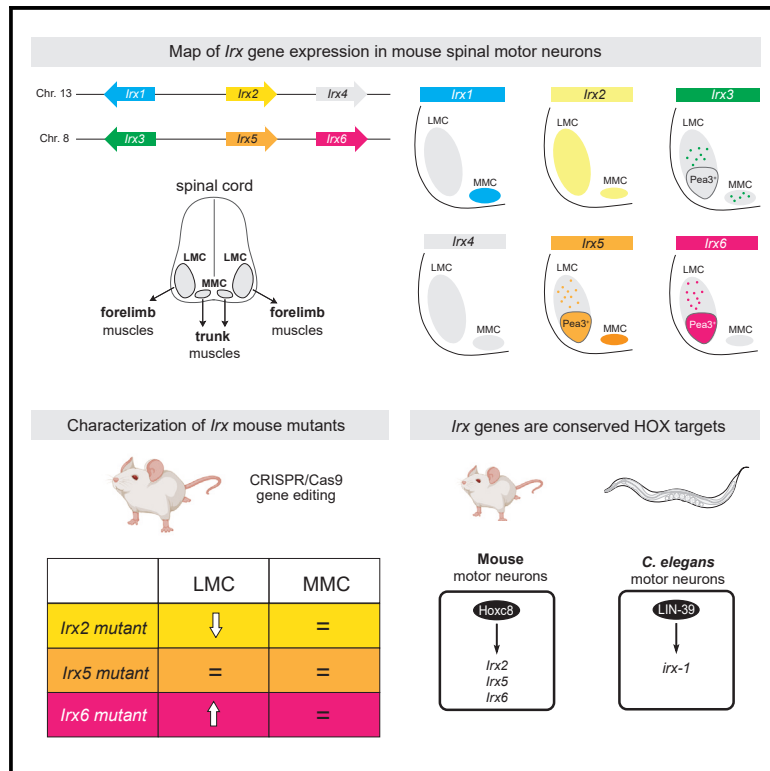 Map of Irx gene expression in mouse spinal motor neurons
Chr. 13
Irx1
Irx2
Irx4
Chr. 8
Irx3
Irx5
Irx6
spinal cord
LMC
LMC
MMC
forelimb
muscles
trunk
muscles
forelimb
muscles
Irx1
LMC
MMC
Irx2
LMC
MMC
Irx3
LMC
Pea3⁺
MMC
Irx4
LMC
MMC
Irx5
LMC
Pea3⁺
MMC
Irx6
LMC
Pea3⁺
MMC
Characterization of Irx mouse mutants
CRISPR/Cas9
gene editing
LMC MMC
Irx2 mutant =
Irx5 mutant = =
Irx6 mutant =
Irx genes are conserved HOX targets
Mouse
motor neurons
Hoxc8
Irx2
Irx5
Irx6
C. elegans
motor neurons
LIN-39
irx-1